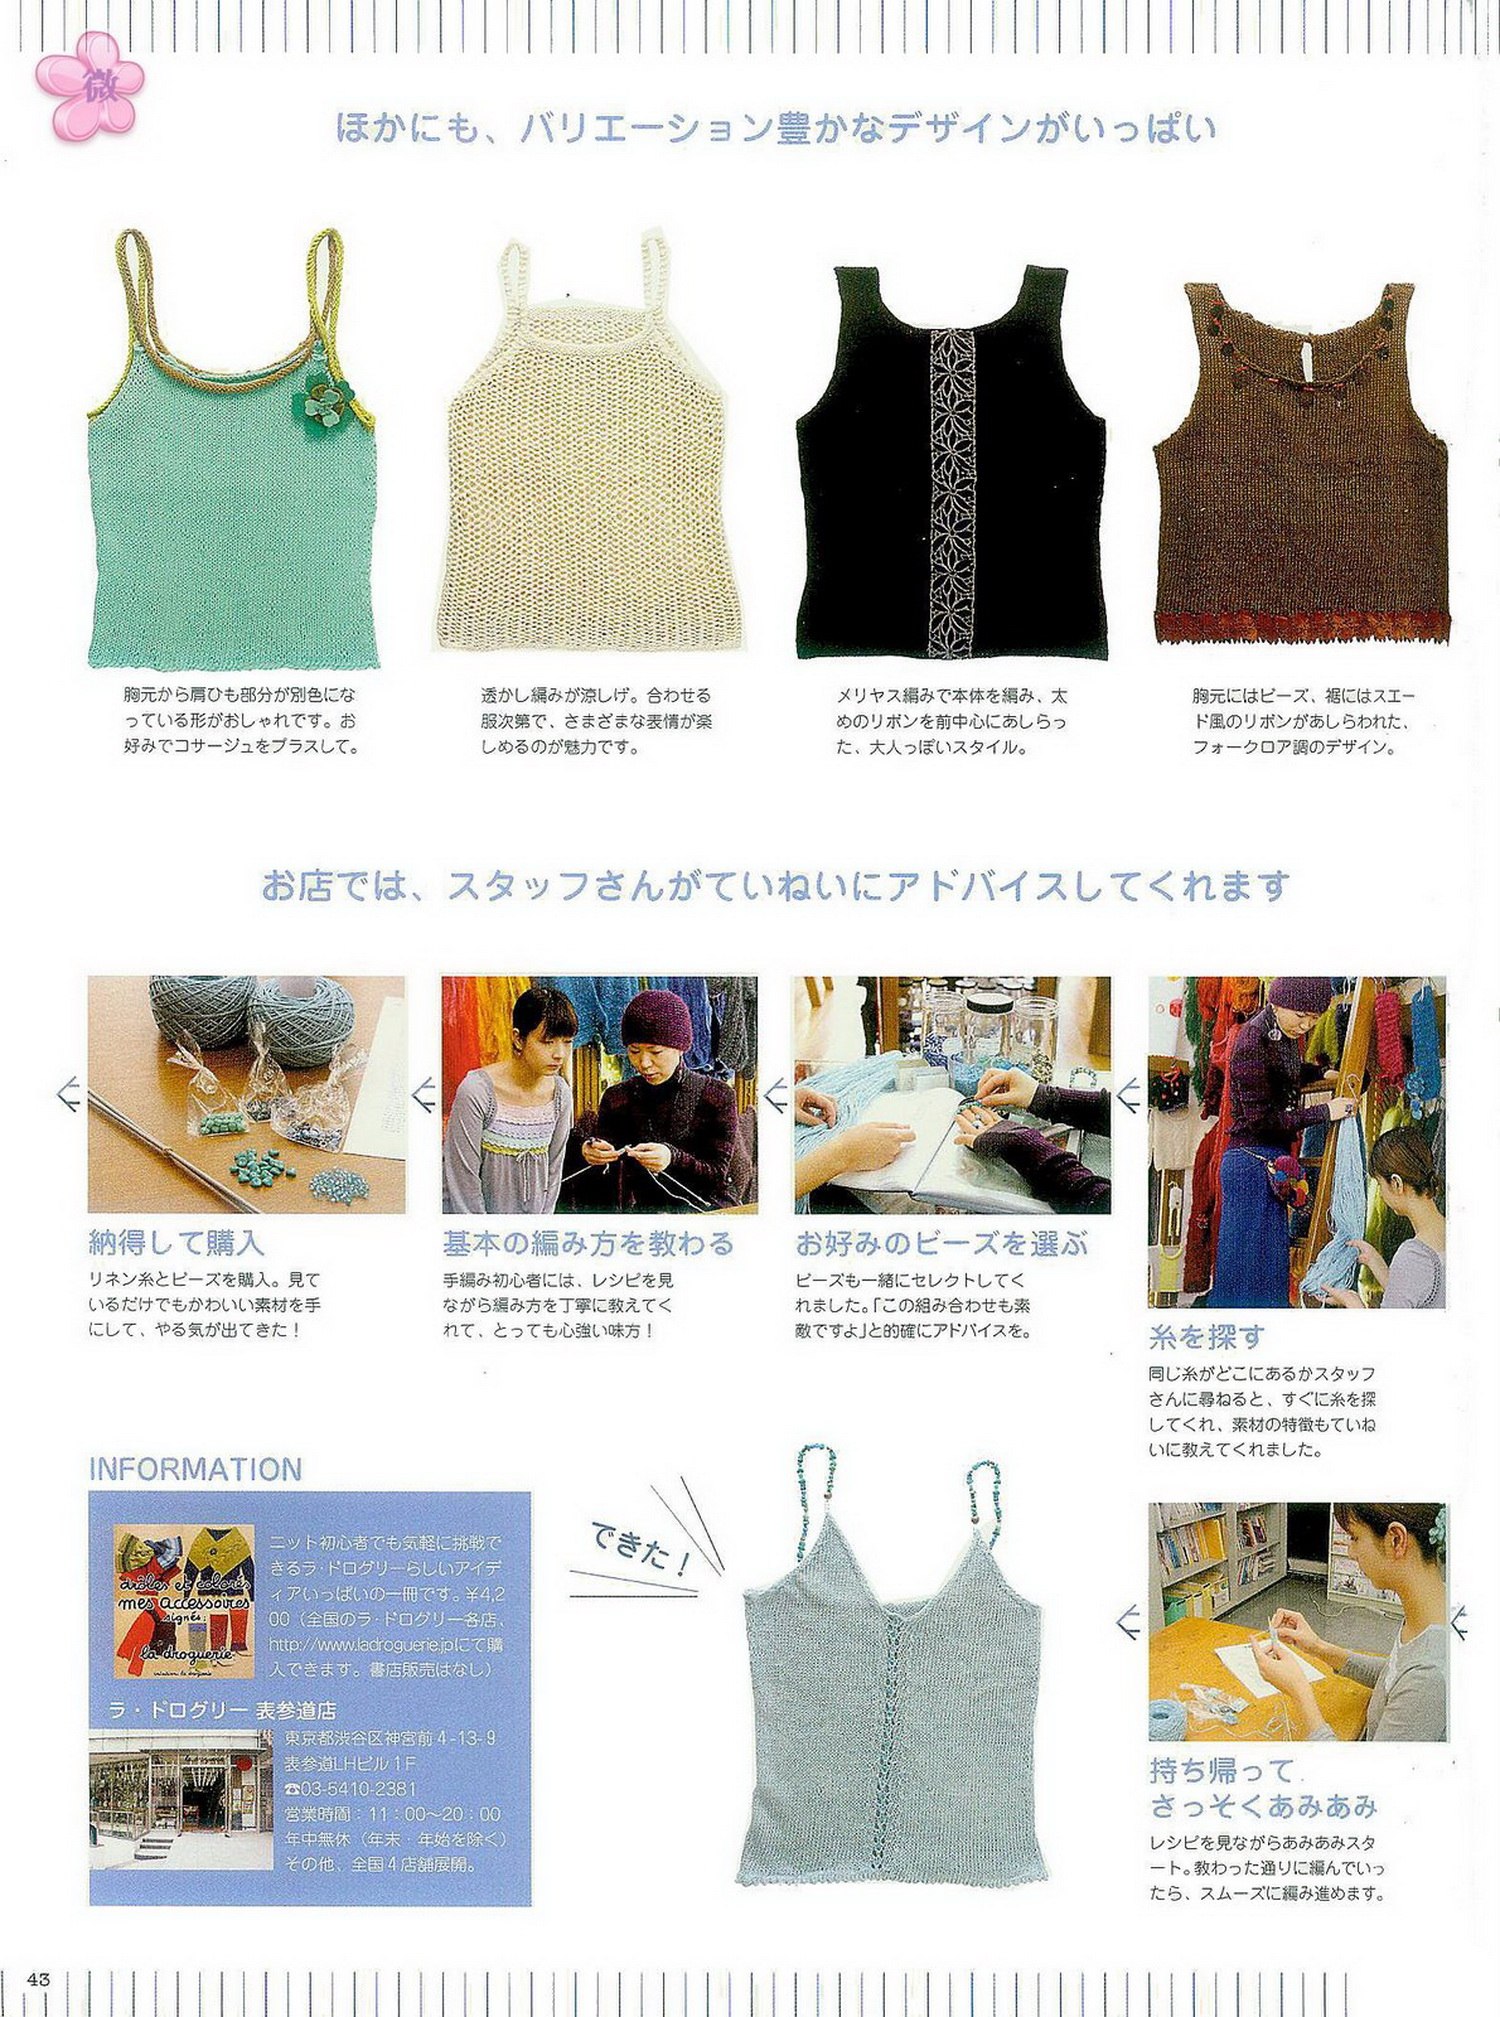 微
ほかにも、バリエーション豊かなデザインがいっぱい
胸元から肩ひも部分が別色にな
っている形がおしゃれです。お
好みでコサージュをプラスして。
透かし編みが涼しげ。合わせる
服次第で、さまざまな表情が楽
しめるのが魅力です。
メリヤス編みで本体を編み、太
めのリボンを前中心にあしらっ
た、大人っぽいスタイル。
胸元にはビーズ、裾にはスエー
ド風のリボンがあしらわれた、
フォークロア調のデザイン。
お店では、スタッフさんがていねいにアドバイスしてくれます
糸を探す
同じ糸がどこにあるかスタッフ
さんに尋ねると、すぐに糸を探
してくれ、素材の特徴もていね
いに教えてくれました。
お好みのビーズを選ぶ
ビーズも一緒にセレクトしてく
れました。「この組み合わせも素
敵ですよ」と的確にアドバイスを。
基本の編み方を教わる
手編み初心者には、レシピを見
ながら編み方を丁寧に教えてく
れて、とっても心強い味方！
納得して購入
リネン糸とビーズを購入。見て
いるだけでもかわいい素材を手
にして、やる気が出てきた！
持ち帰って
さっそくあみあみ
レシピを見ながらあみあみスタ
ート。教わった通りに編んでいっ
たら、スムーズに編み進めます。
できた！
INFORMATION
drôles et colorés
mes accessoires
signés:
la droguerie
ニット初心者でも気軽に挑戦で
きるラ・ドログリーらしいアイデ
ィアいっぱいの一冊です。￥4,2
00（全国のラ・ドログリー各店、
http://www.ladroguerie.jpにて購
入できます。書店販売はなし）
ラ・ドログリー 表参道店
東京都渋谷区神宮前4-13-9
表参道LHビル1F
☎03-5410-2381
営業時間：11：00～20：00
年中無休（年末・年始を除く）
その他、全国4店舗展開。
43